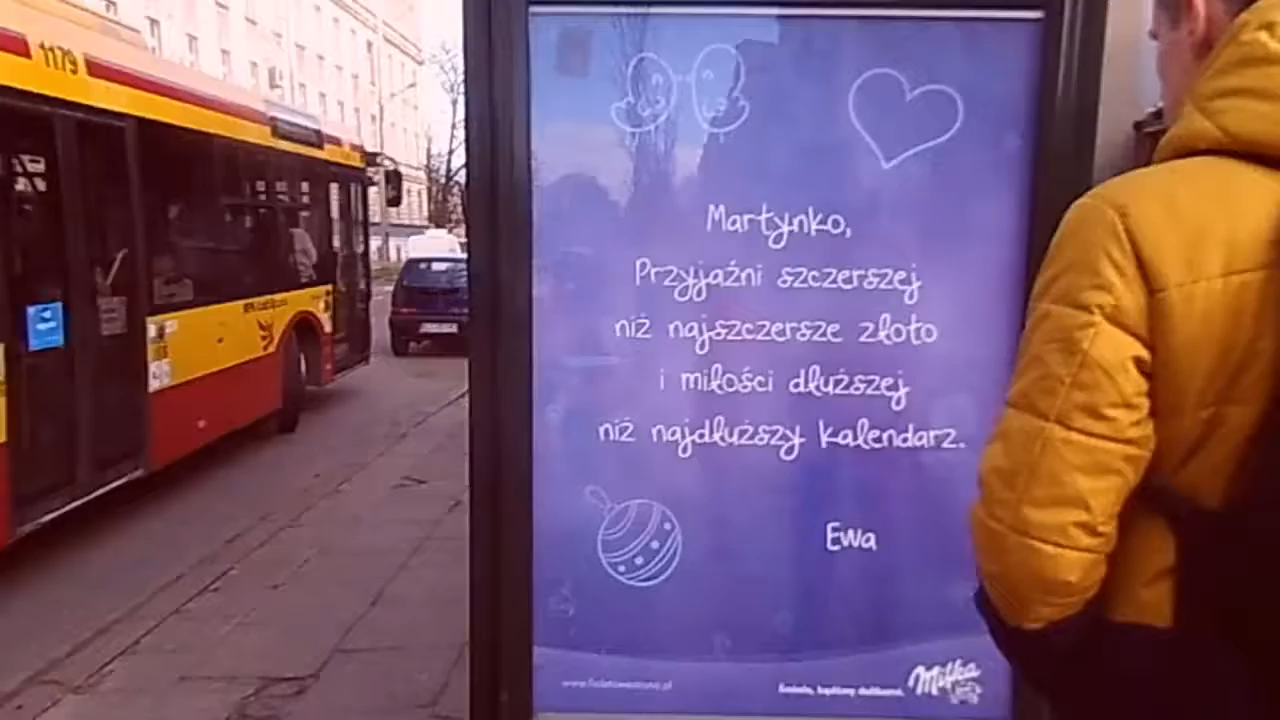 1179
Martynko,
Przyjaźni szczerszej
niż najszczersze złoto
i miłości dłuższej
niż najdłuższy kalendarz.
Ewa
Milka